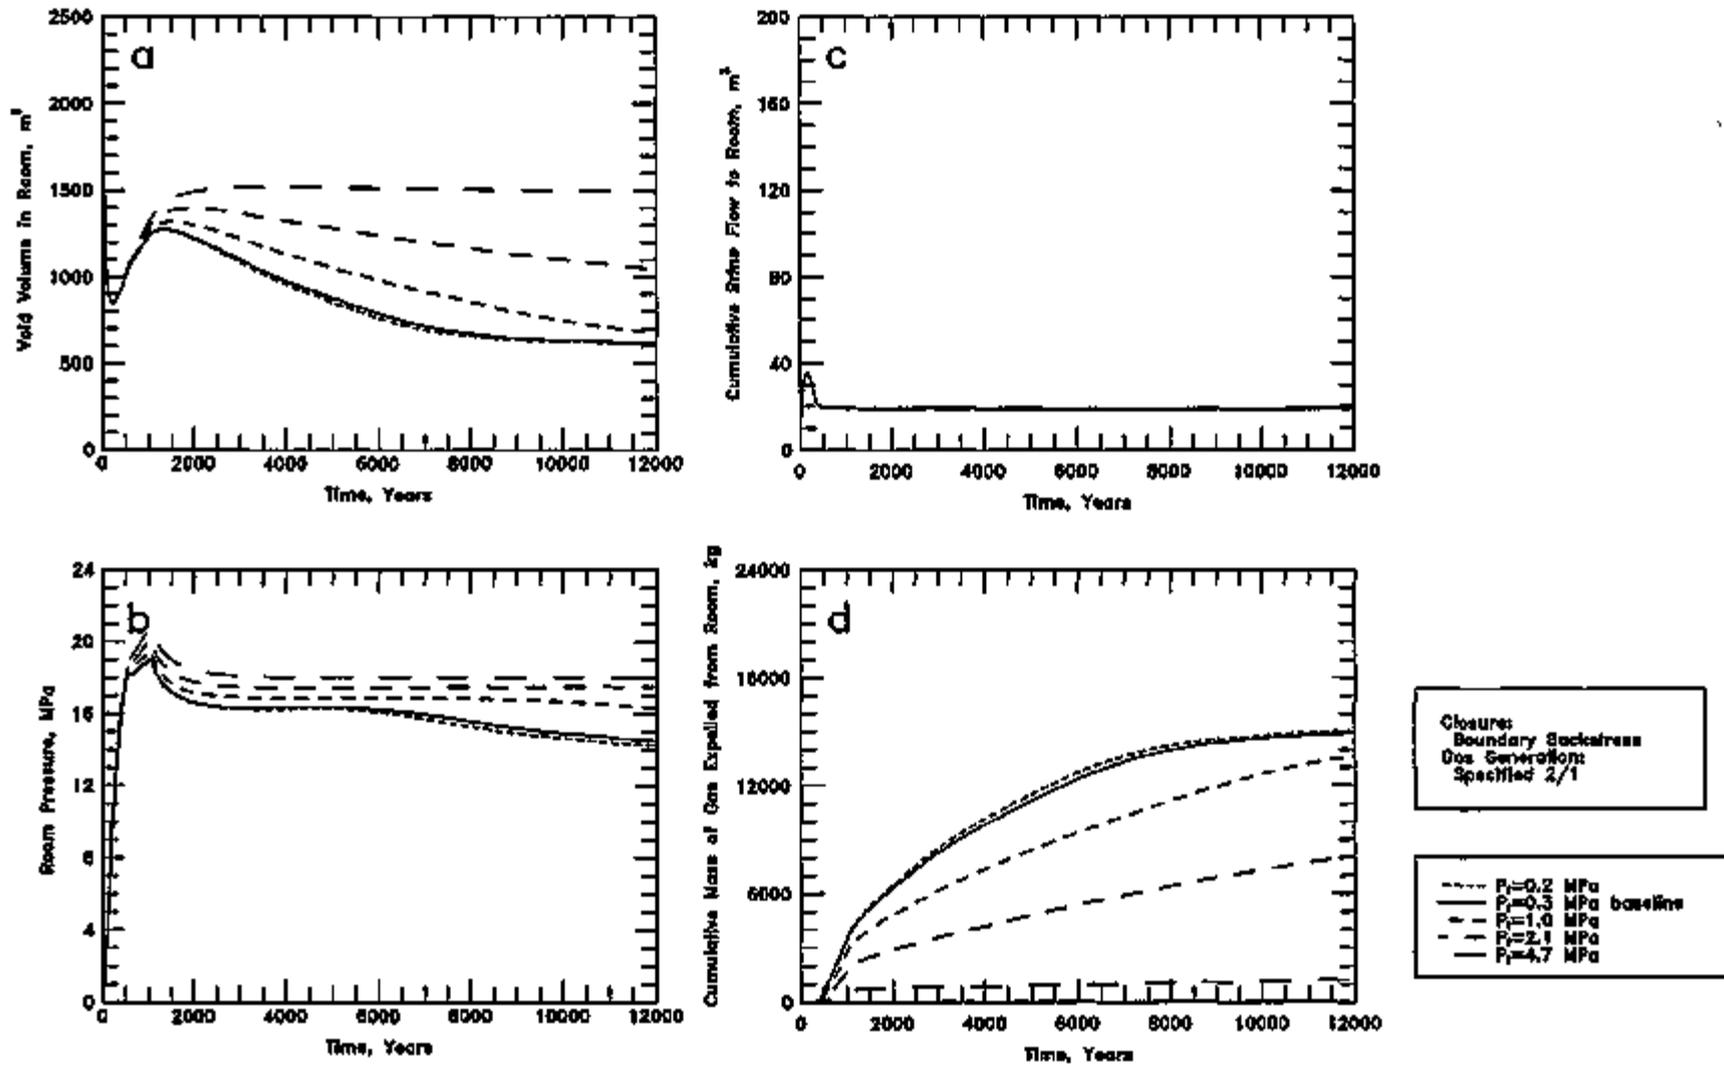 a
2500
2000
1500
1000
500
0
0 2000 4000 6000 8000 10000 12000
Void Volume in Room, m³
Time, Years
c
200
160
120
80
40
0
0 2000 4000 6000 8000 10000 12000
Cumulative Brine Flow to Room, m³
Time, Years
b
24
20
16
12
8
4
0
0 2000 4000 6000 8000 10000 12000
Room Pressure, MPa
Time, Years
d
24000
18000
12000
6000
0
0 2000 4000 6000 8000 10000 12000
Cumulative Mass of Gas Expelled from Room, kg
Time, Years
Closure:
Boundary Backstress
Gas Generation:
Specified 2/1
=0.2 MPa
=0.3 MPa baseline
=1.0 MPa
=2.1 MPa
=4.7 MPa